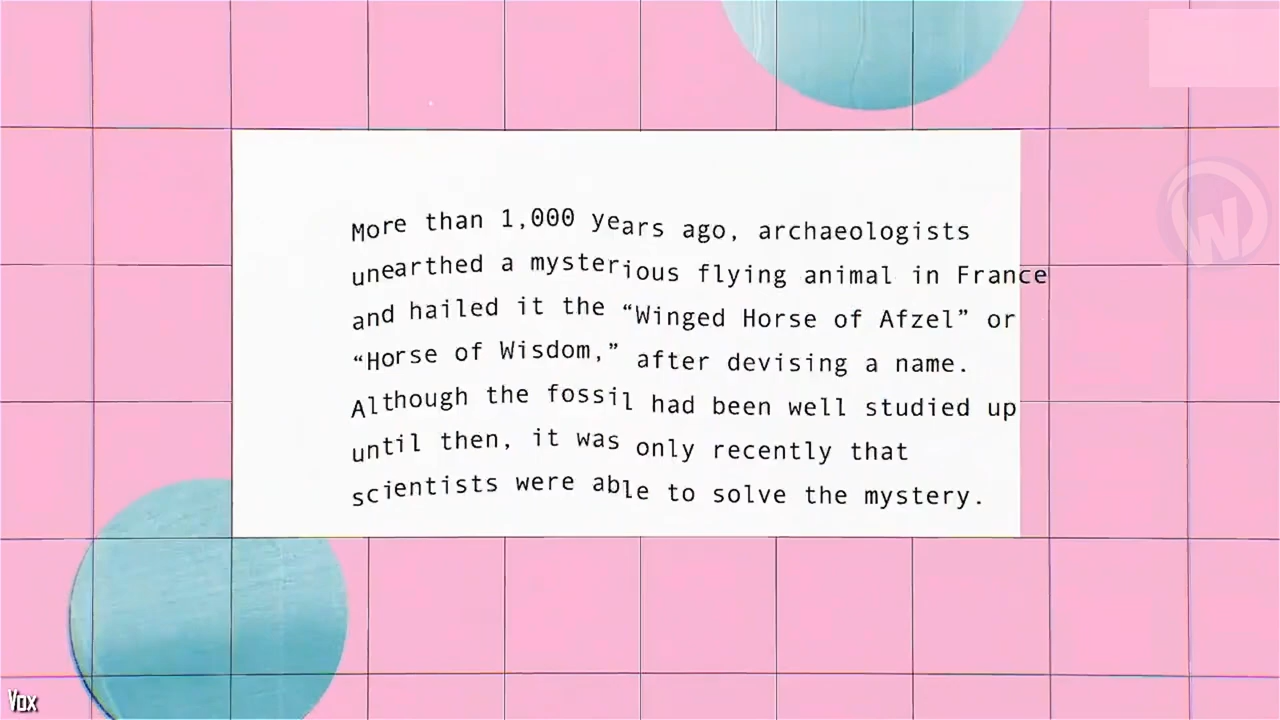 More than 1,000 years ago, archaeologists
unearthed a mysterious flying animal in France
and hailed it the “Winged Horse of Afzel” or
“Horse of Wisdom,” after devising a name.
Although the fossil had been well studied up
until then, it was only recently that
scientists were able to solve the mystery.
W
Vox